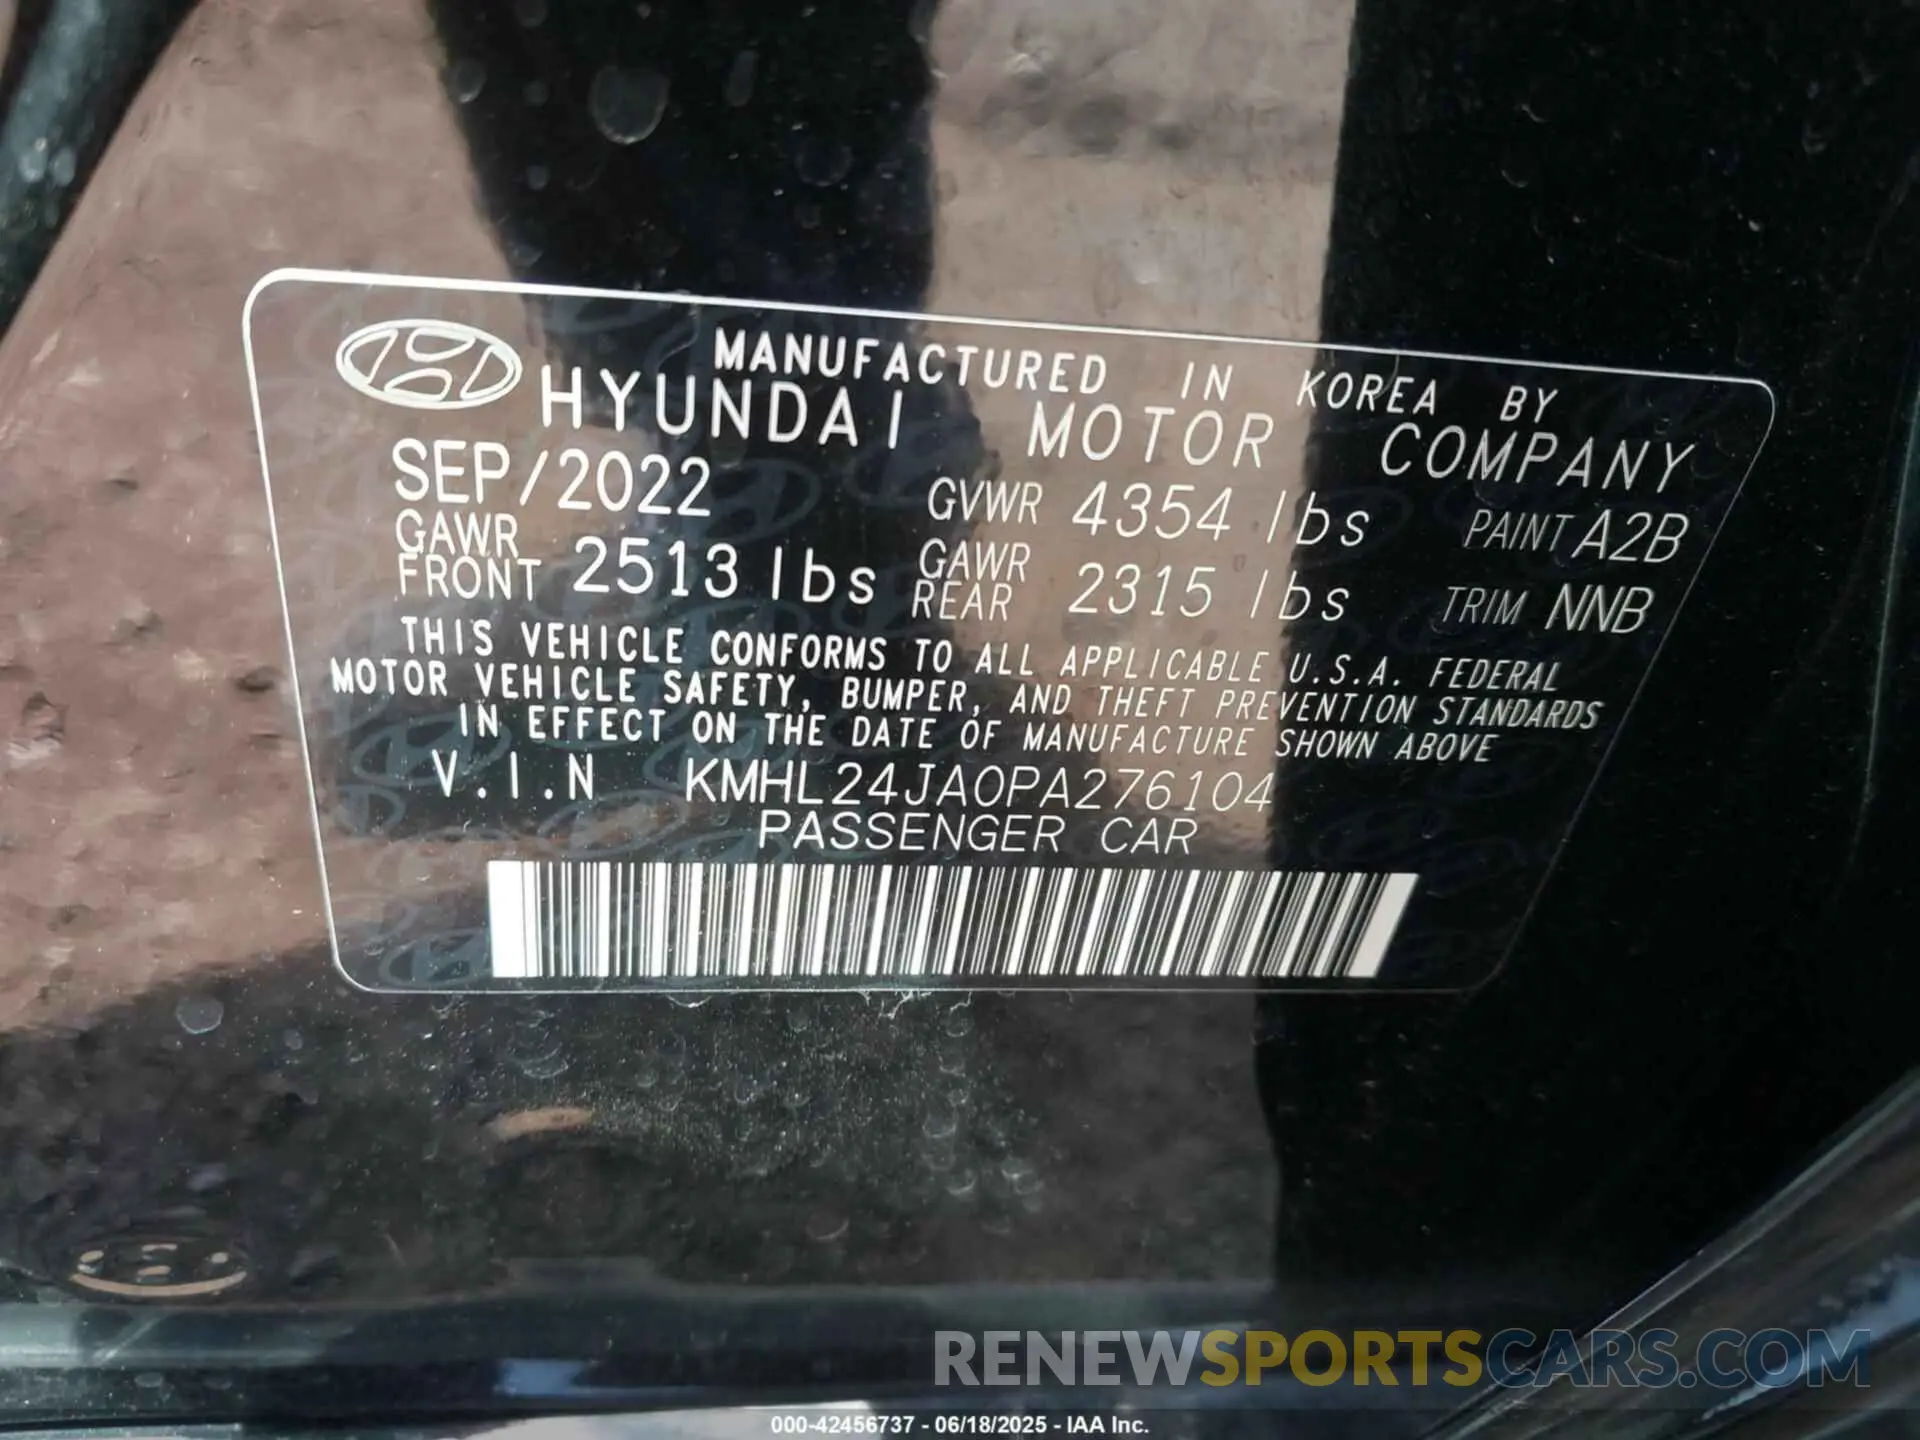 MANUFACTURED IN KOREA BY
HYUNDAI MOTOR COMPANY
SEP/2022 GVWR 4354 lbs PAINT A2B
GAWR FRONT 2513 lbs GAWR REAR 2315 lbs TRIM NNB
THIS VEHICLE CONFORMS TO ALL APPLICABLE U.S.A. FEDERAL
MOTOR VEHICLE SAFETY, BUMPER, AND THEFT PREVENTION STANDARDS
IN EFFECT ON THE DATE OF MANUFACTURE SHOWN ABOVE
V.I.N KMHL24JA0PA276104
PASSENGER CAR
RENEWSPORTSCARS.COM
000-42456737 - 06/18/2025 - IAA Inc.